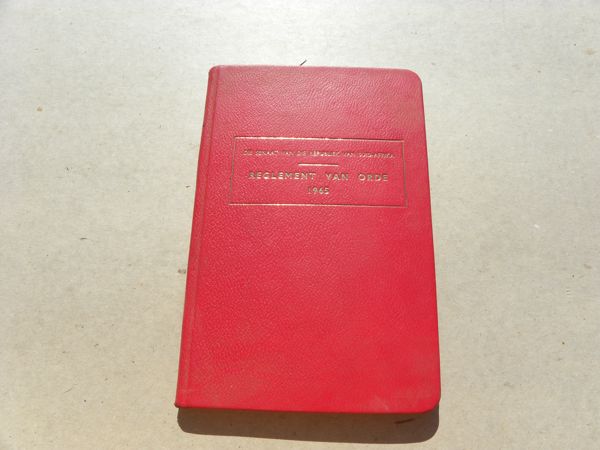 DIE SENAAT VAN DIE REPUBLIEK VAN SUID-AFRIKA
REGLEMENT VAN ORDE
1965